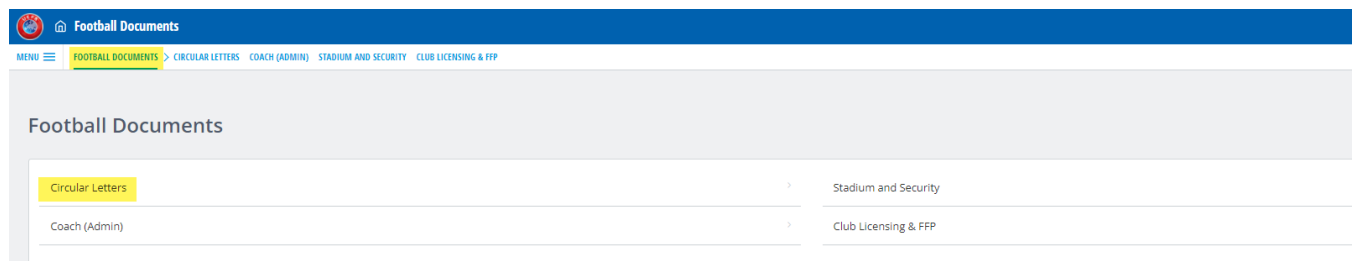 Football Documents
MENU FOOTBALL DOCUMENTS > CIRCULAR LETTERS COACH (ADMIN) STADIUM AND SECURITY CLUB LICENSING & FFP
Football Documents
Circular Letters
Stadium and Security
Coach (Admin)
Club Licensing & FFP